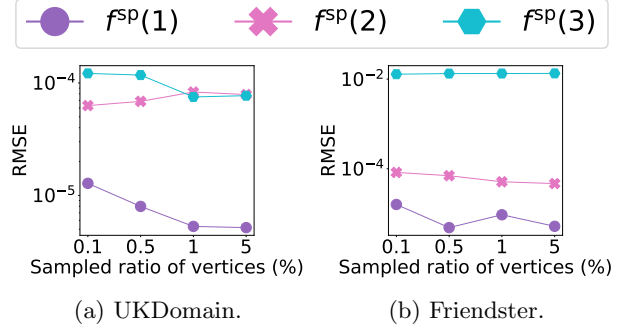 f^sp(1) f^sp(2) f^sp(3)
RMSE
10^−4
10^−5
0.1 0.5 1 5
Sampled ratio of vertices (%)
(a) UKDomain.
RMSE
10^−2
10^−4
0.1 0.5 1 5
Sampled ratio of vertices (%)
(b) Friendster.